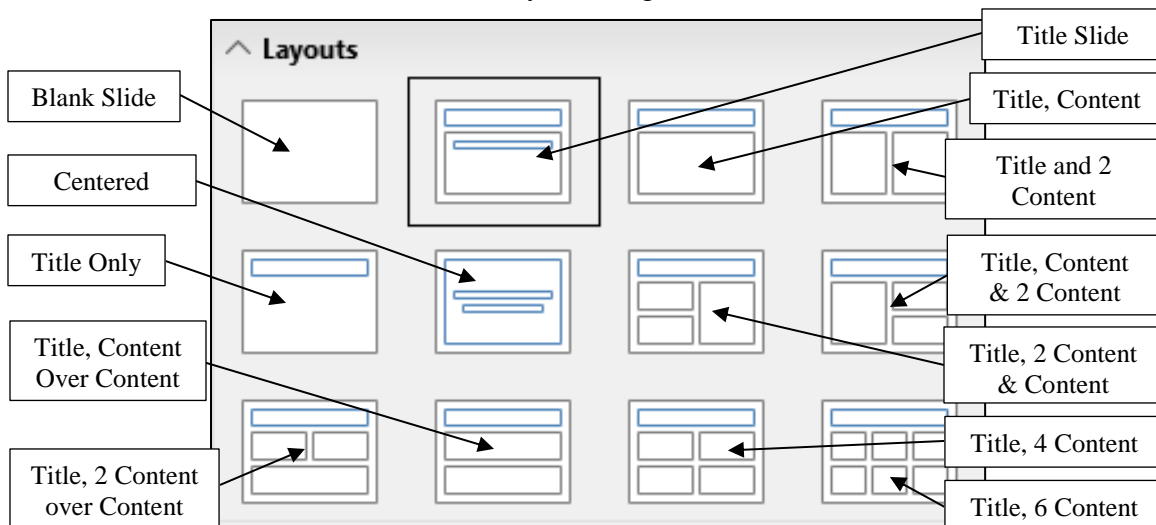 Layouts
Title Slide
Blank Slide
Title, Content
Centered
Title and 2
Content
Title Only
Title, Content
& 2 Content
Title, Content
Over Content
Title, 2 Content
& Content
Title, 4 Content
Title, 2 Content
over Content
Title, 6 Content